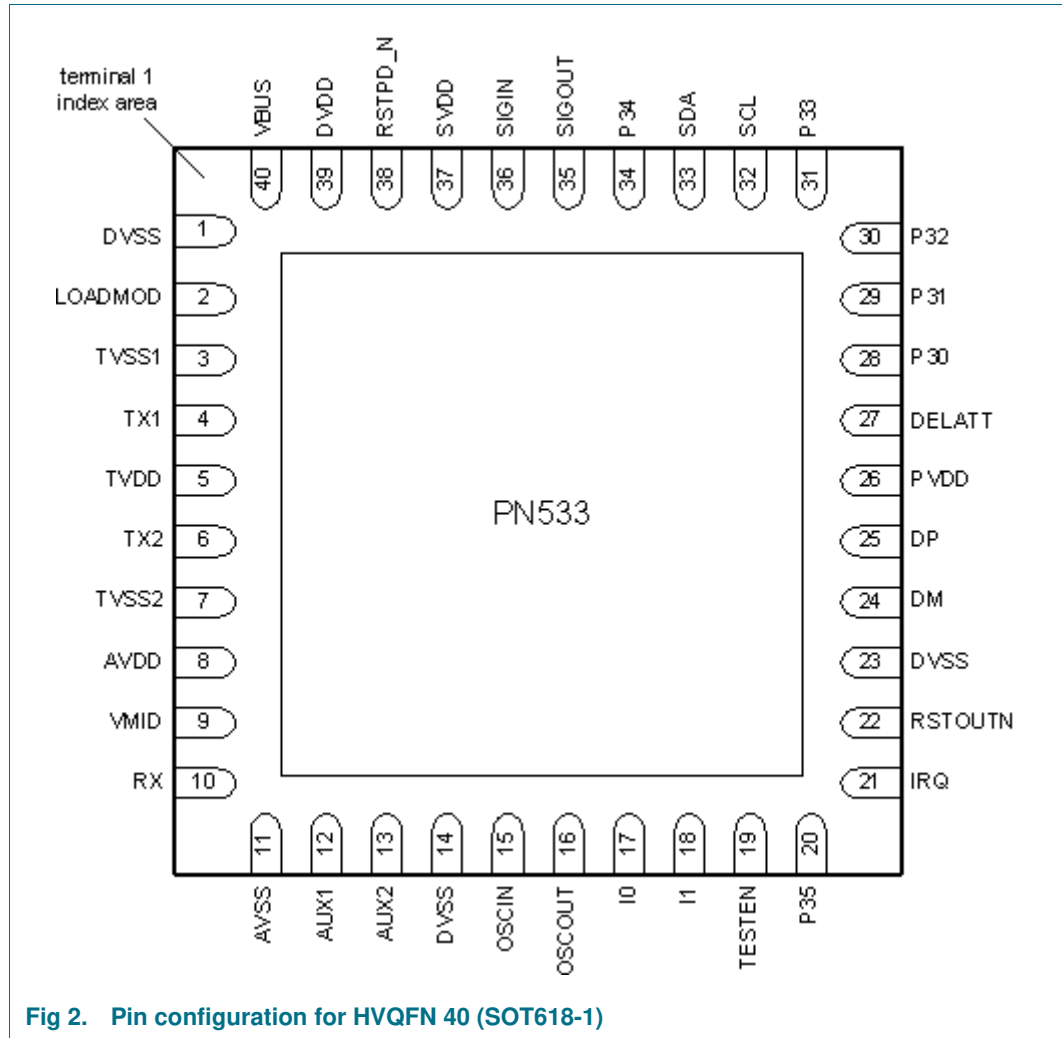 terminal 1
index area
VBUS
DVDD
RSTPD_N
SVDD
SIGIN
SIGOUT
P34
SDA
SCL
P33
40
39
38
37
36
35
34
33
32
31
DVSS 1
LOADMOD 2
TVSS1 3
TX1 4
TVDD 5
TX2 6
TVSS2 7
AVDD 8
VMID 9
RX 10
PN533
30 P32
29 P31
28 P30
27 DELATT
26 PVDD
25 DP
24 DM
23 DVSS
22 RSTOUTN
21 IRQ
11
12
13
14
15
16
17
18
19
20
AVSS
AUX1
AUX2
DVSS
OSCIN
OSCOUT
I0
I1
TESTEN
P35
Fig 2. Pin configuration for HVQFN 40 (SOT618-1)